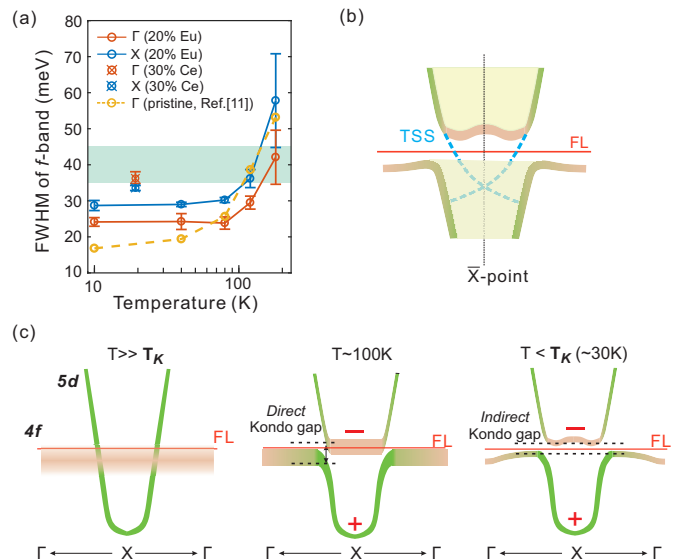 (a)
80
70
60
50
40
30
20
10
FWHM of f-band (meV)
Γ (20% Eu)
X (20% Eu)
Γ (30% Ce)
X (30% Ce)
Γ (pristine, Ref.[11])
10
100
Temperature (K)
(b)
TSS
FL
X̅-point
(c)
T>> TK
5d
4f
FL
Γ
X
Γ
T~100K
Direct
Kondo gap
−
FL
+
Γ
X
Γ
T < TK (~30K)
Indirect
Kondo gap
−
FL
+
Γ
X
Γ